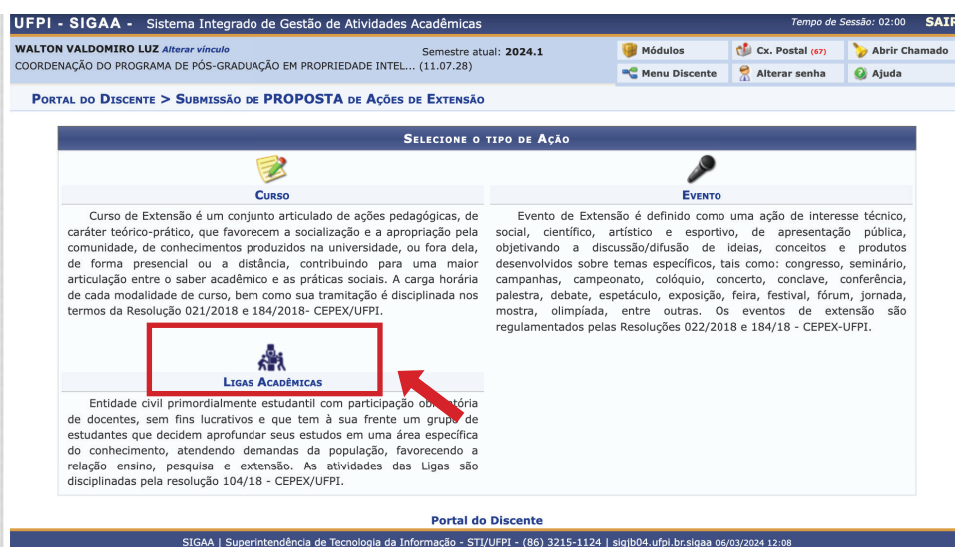 UFPI - SIGAA - Sistema Integrado de Gestão de Atividades Acadêmicas
Tempo de Sessão: 02:00 SAIR
WALTON VALDOMIRO LUZ Alterar vínculo
Semestre atual: 2024.1
COORDENAÇÃO DO PROGRAMA DE PÓS-GRADUAÇÃO EM PROPRIEDADE INTEL... (11.07.28)
Módulos
Cx. Postal (67)
Abrir Chamado
Menu Discente
Alterar senha
Ajuda
PORTAL DO DISCENTE > SUBMISSÃO DE PROPOSTA DE AÇÕES DE EXTENSÃO
SELECIONE O TIPO DE AÇÃO
CURSO
Curso de Extensão é um conjunto articulado de ações pedagógicas, de
caráter teórico-prático, que favorecem a socialização e a apropriação pela
comunidade, de conhecimentos produzidos na universidade, ou fora dela,
de forma presencial ou a distância, contribuindo para uma maior
articulação entre o saber acadêmico e as práticas sociais. A carga horária
de cada modalidade de curso, bem como sua tramitação é disciplinada nos
termos da Resolução 021/2018 e 184/2018- CEPEX/UFPI.
EVENTO
Evento de Extensão é definido como uma ação de interesse técnico,
social, científico, artístico e esportivo, de apresentação pública,
objetivando a discussão/difusão de ideias, conceitos e produtos
desenvolvidos sobre temas específicos, tais como: congresso, seminário,
campanhas, campeonato, colóquio, concerto, conclave, conferência,
palestra, debate, espetáculo, exposição, feira, festival, fórum, jornada,
mostra, olimpíada, entre outras. Os eventos de extensão são
regulamentados pelas Resoluções 022/2018 e 184/18 - CEPEX-UFPI.
LIGAS ACADÊMICAS
Entidade civil primordialmente estudantil com participação obrigatória
de docentes, sem fins lucrativos e que tem à sua frente um grupo de
estudantes que decidem aprofundar seus estudos em uma área específica
do conhecimento, atendendo demandas da população, favorecendo a
relação ensino, pesquisa e extensão. As atividades das Ligas são
disciplinadas pela resolução 104/18 - CEPEX/UFPI.
Portal do Discente
SIGAA | Superintendência de Tecnologia da Informação - STI/UFPI - (86) 3215-1124 | sigjb04.ufpi.br.sigaa 06/03/2024 12:08